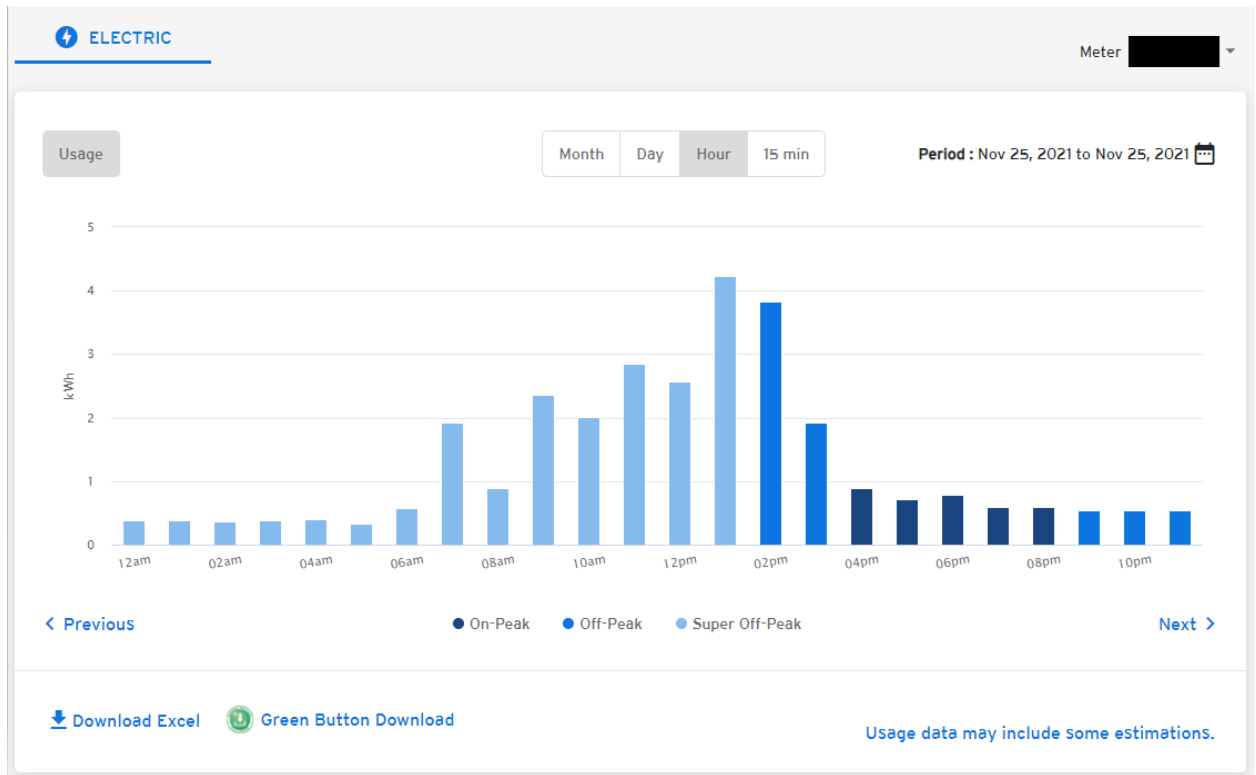 ELECTRIC
Meter
Usage
Month Day Hour 15 min
Period : Nov 25, 2021 to Nov 25, 2021
5
4
3
2
1
0
kWh
12am 02am 04am 06am 08am 10am 12pm 02pm 04pm 06pm 08pm 10pm
Previous
On-Peak Off-Peak Super Off-Peak
Next
Download Excel Green Button Download
Usage data may include some estimations.